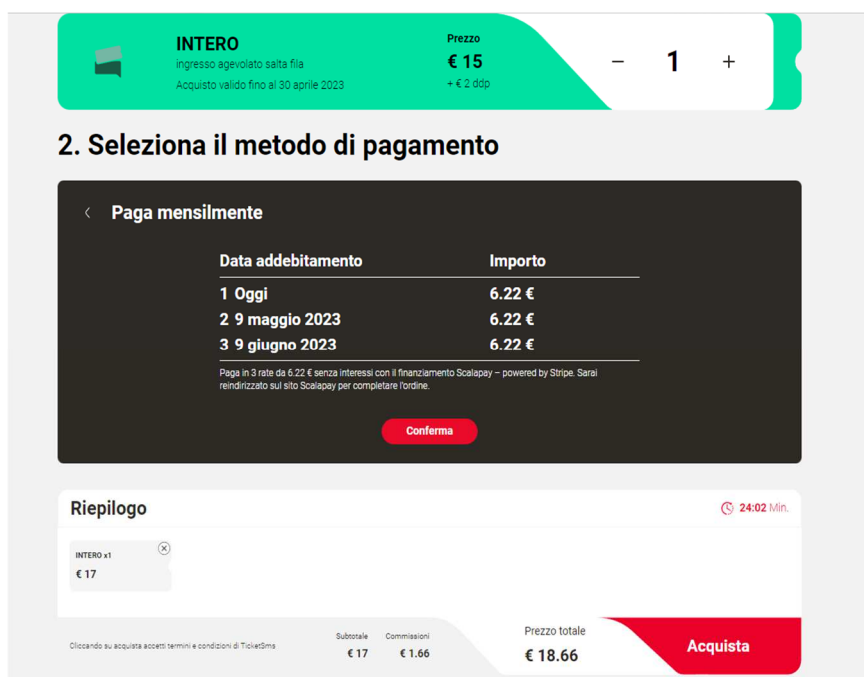 INTERO
ingresso agevolato salta fila
Acquisto valido fino al 30 aprile 2023
Prezzo
€ 15
+ € 2 ddp
− 1 +
2. Seleziona il metodo di pagamento
< Paga mensilmente
Data addebitamento Importo
1 Oggi 6.22 €
2 9 maggio 2023 6.22 €
3 9 giugno 2023 6.22 €
Paga in 3 rate da 6.22 € senza interessi con il finanziamento Scalapay – powered by Stripe. Sarai
reindirizzato sul sito Scalapay per completare l'ordine.
Conferma
Riepilogo
24:02 Min.
INTERO x1
€ 17
Cliccando su acquista accetti termini e condizioni di TicketSms
Subtotale Commissioni
€ 17 € 1.66
Prezzo totale
€ 18.66
Acquista